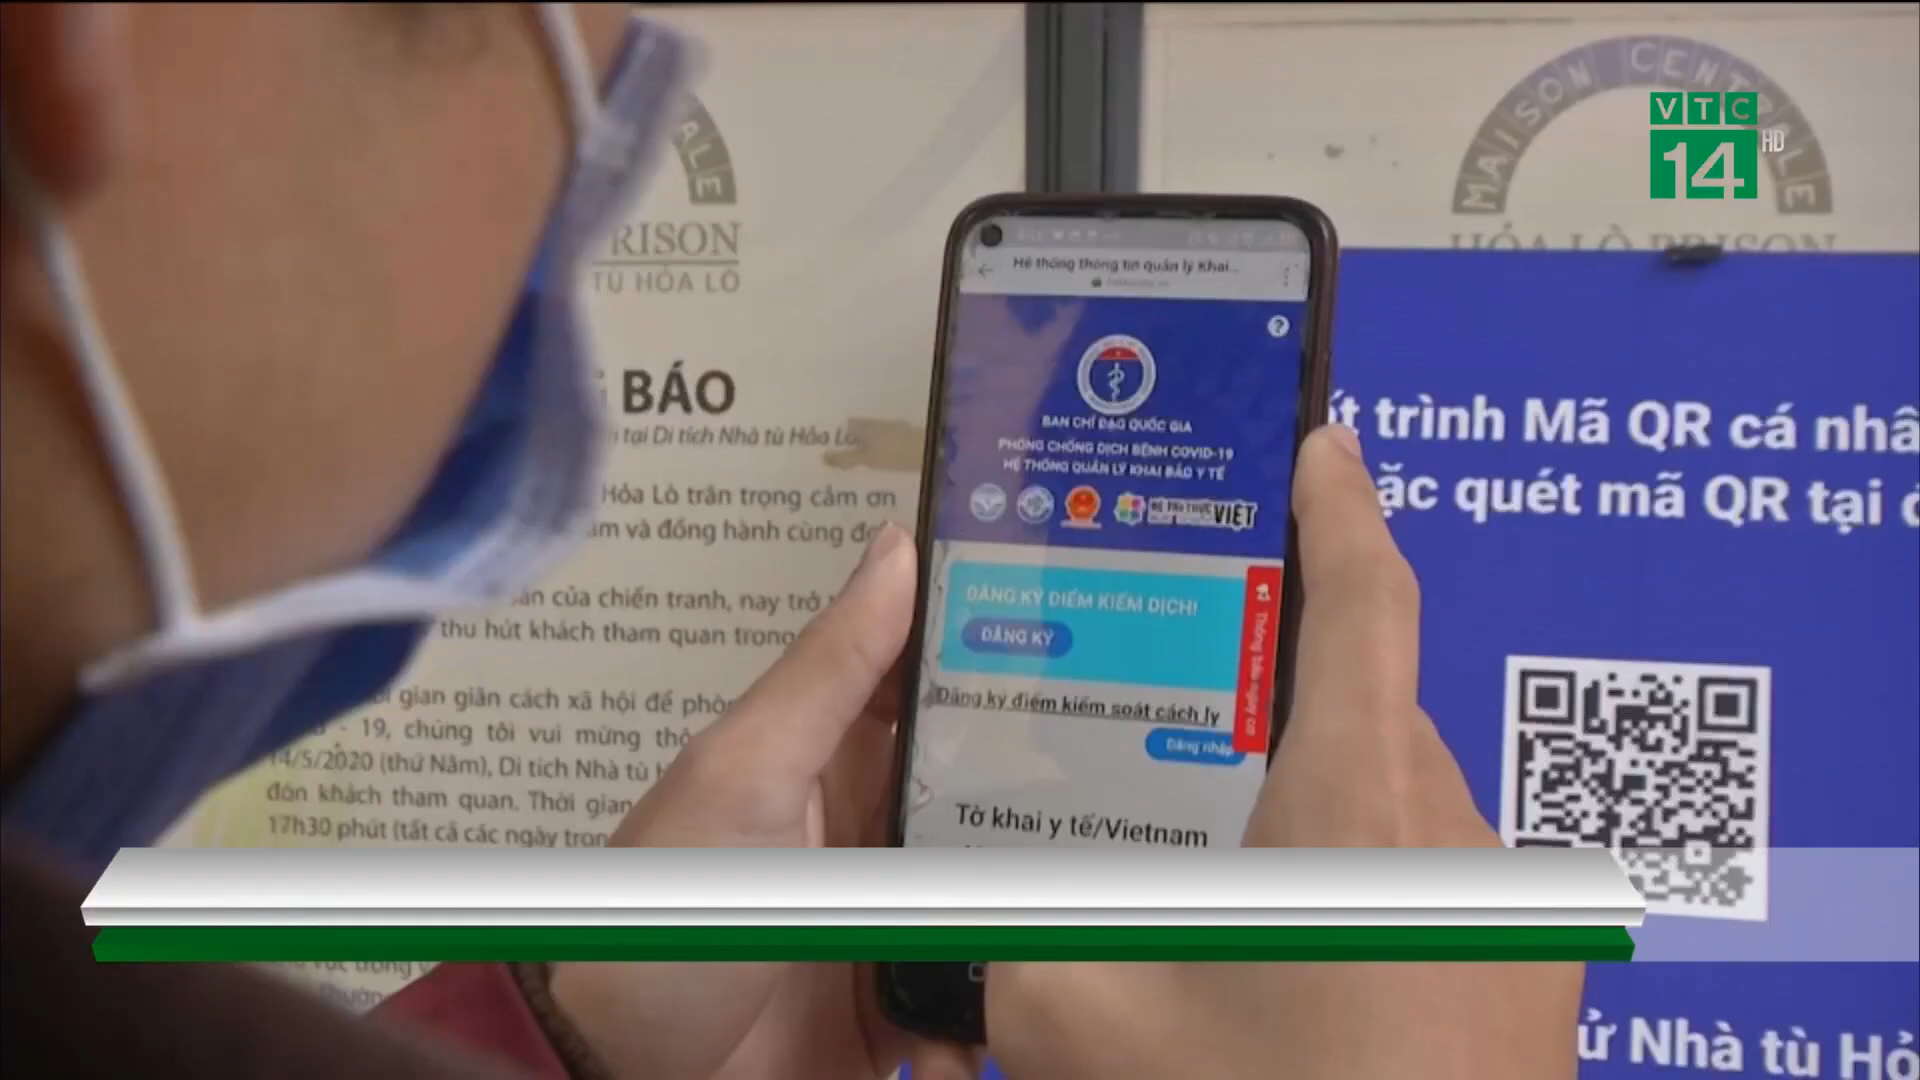 VTC
14
HD
MAISON CENTRALE
HỎA LÒ PRISON
ALE
RISON
TÙ HỎA LÒ
BÁO
tại Di tích Nhà tù Hỏa Lò
Hỏa Lò trân trọng cảm ơn
và đồng hành cùng
của chiến tranh, nay trở
thu hút khách tham quan trong
gian giãn cách xã hội để phòng
- 19, chúng tôi vui mừng
14/5/2020 (thứ Năm), Di tích Nhà tù
đón khách tham quan. Thời gian
17h30 phút (tất cả các ngày trong
Hệ thống thông tin quản lý Khai...
?
BAN CHỈ ĐẠO QUỐC GIA
PHÒNG CHỐNG DỊCH BỆNH COVID-19
HỆ THỐNG QUẢN LÝ KHAI BÁO Y TẾ
HỆ TRI THỨC VIỆT
ĐĂNG KÝ ĐIỂM KIỂM DỊCH!
ĐĂNG KÝ
Đăng ký điểm kiểm soát cách ly
Đăng nhập
Tờ khai y tế/Vietnam
trình Mã QR cá nhâ
ặc quét mã QR tại
ử Nhà tù Hỏ